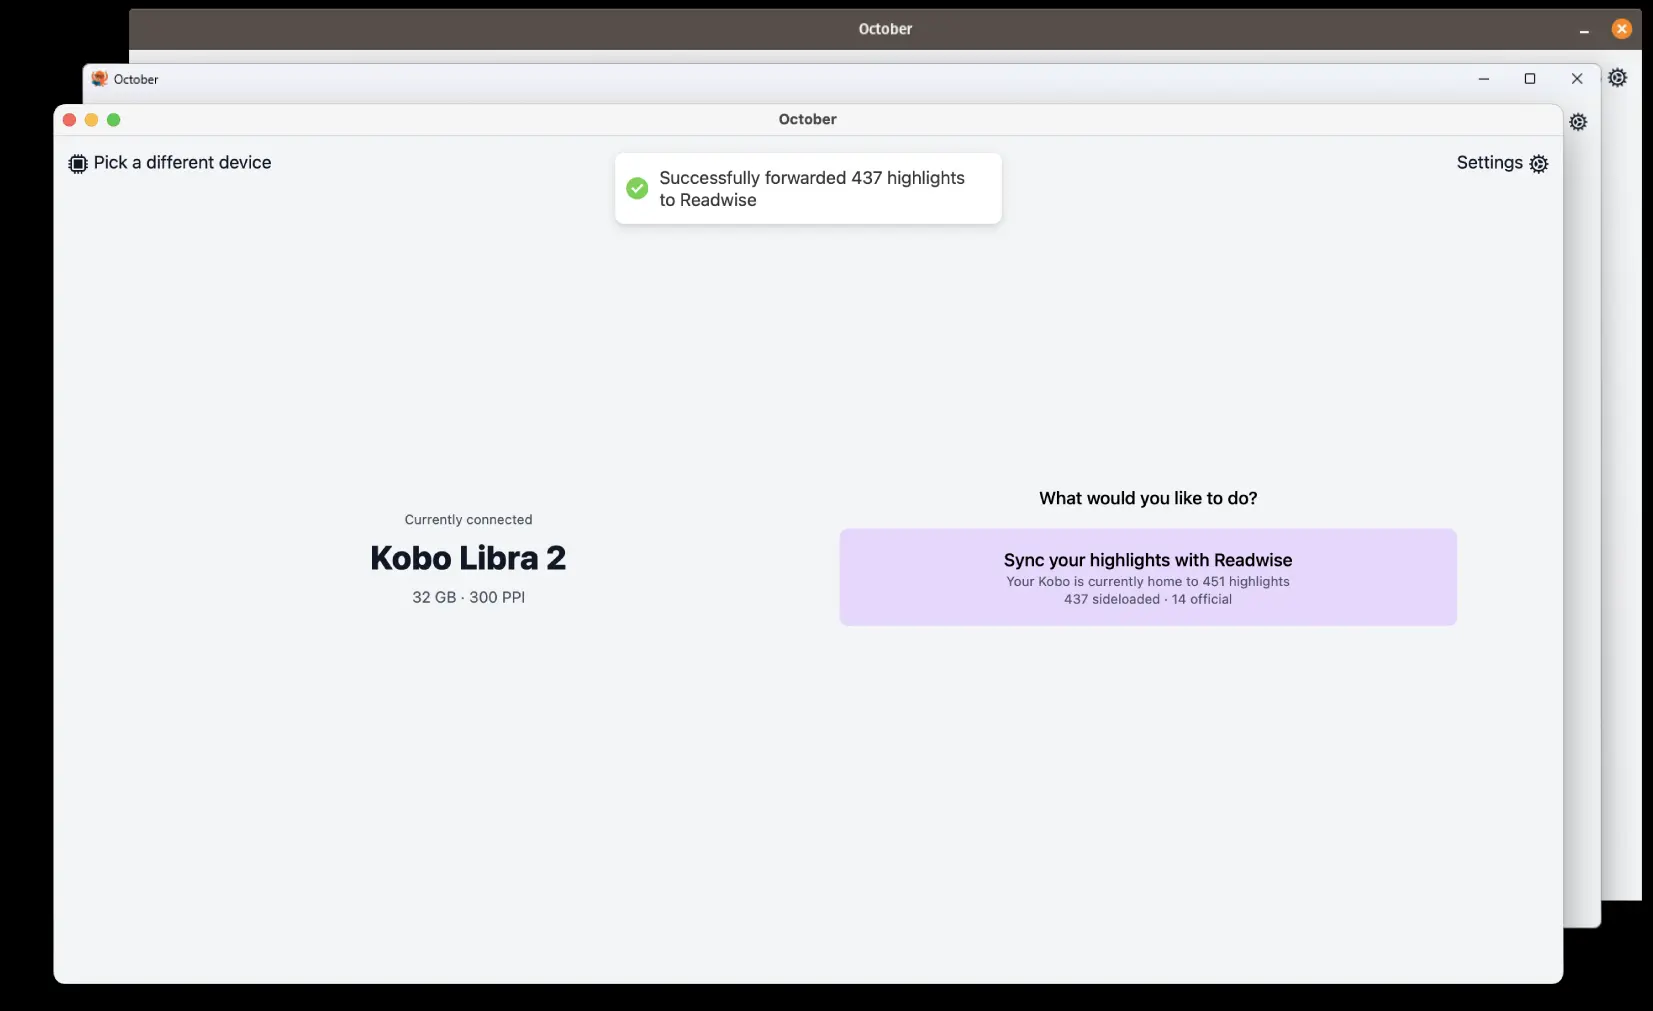 October
October
October
Pick a different device
Successfully forwarded 437 highlights
to Readwise
Settings
Currently connected
Kobo Libra 2
32 GB · 300 PPI
What would you like to do?
Sync your highlights with Readwise
Your Kobo is currently home to 451 highlights
437 sideloaded · 14 official